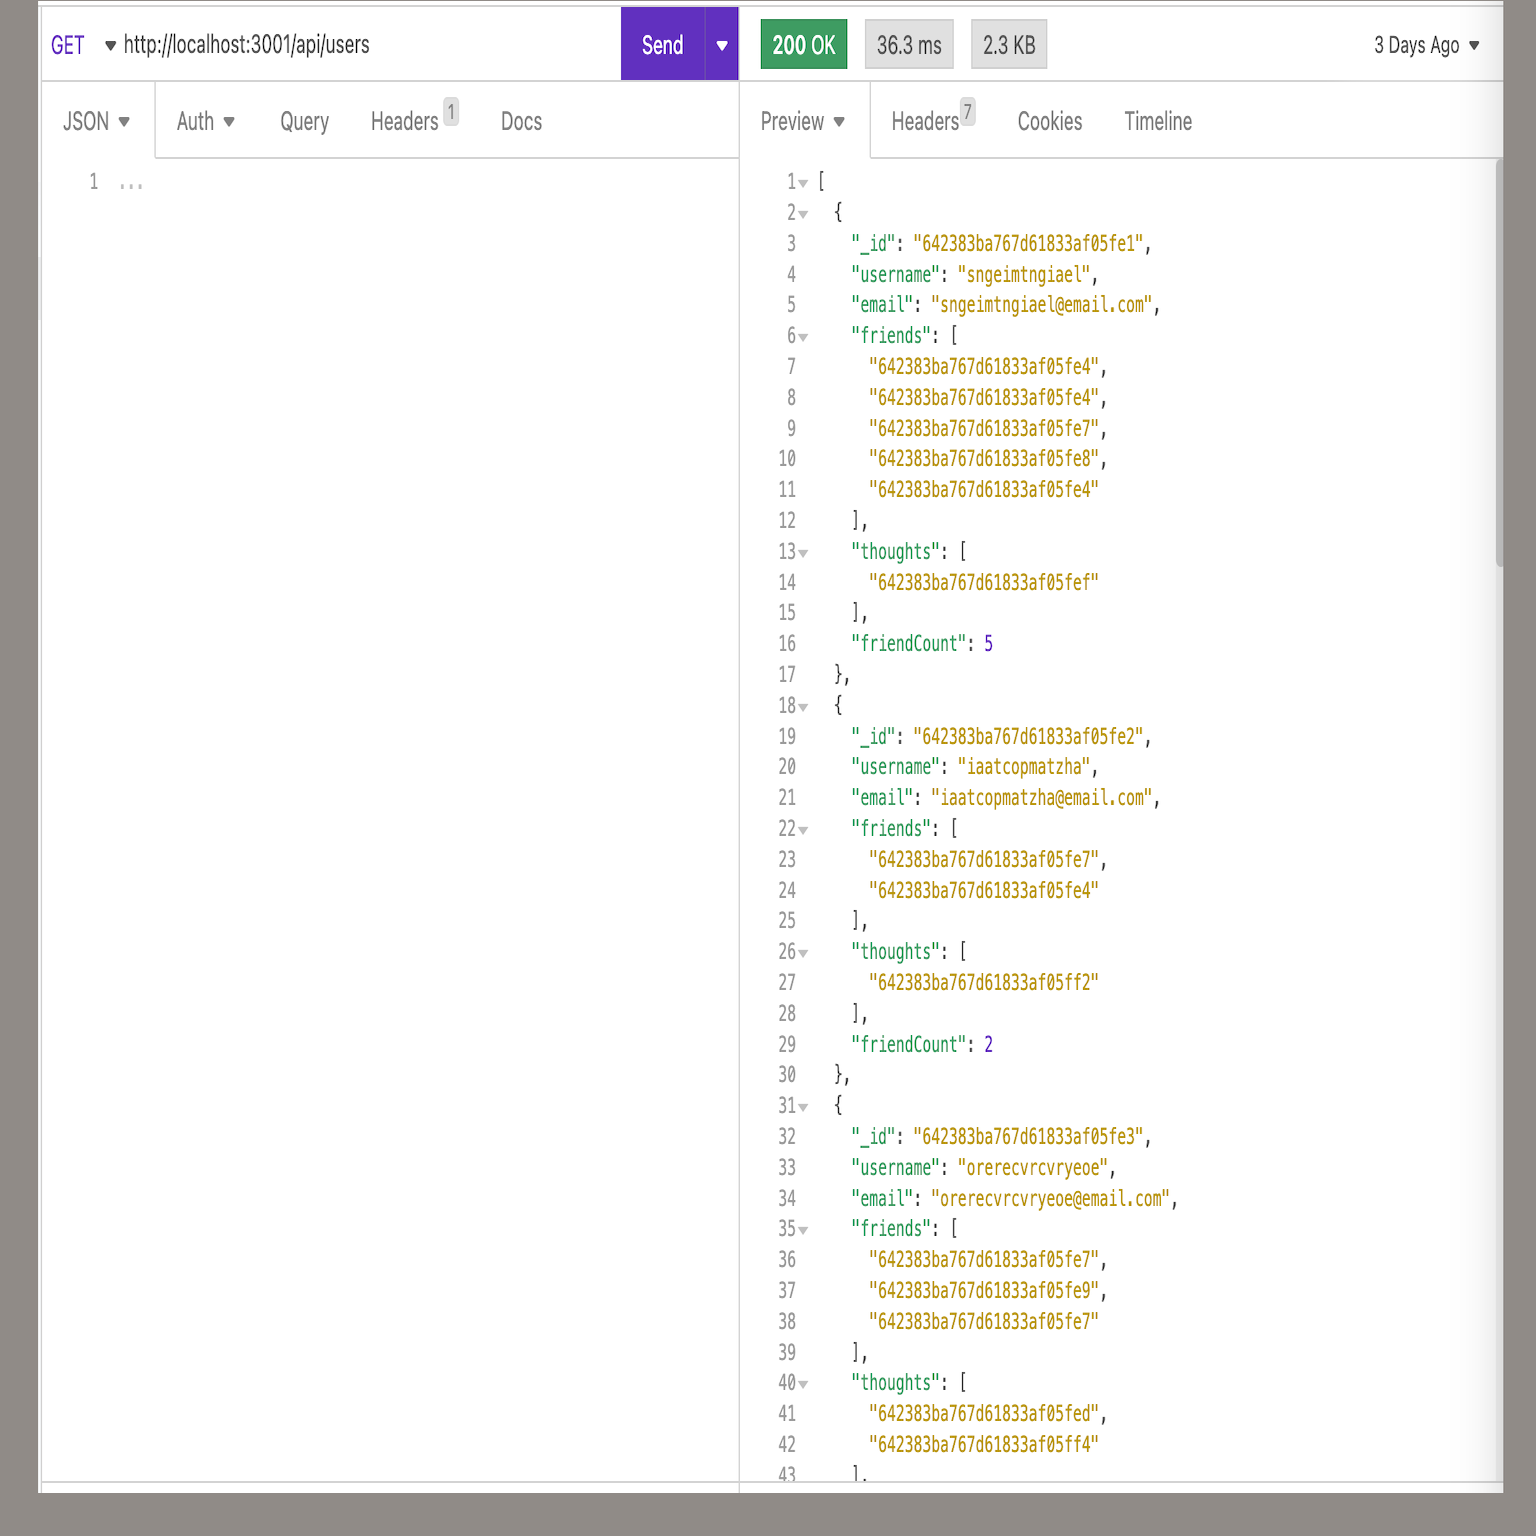 GET http://localhost:3001/api/users Send 200 OK 36.3 ms 2.3 KB 3 Days Ago
JSON Auth Query Headers 1 Docs Preview Headers 7 Cookies Timeline
1 ...
1 [
2 {
3 "_id": "642383ba767d61833af05fe1",
4 "username": "sngeimtngiael",
5 "email": "sngeimtngiael@email.com",
6 "friends": [
7 "642383ba767d61833af05fe4",
8 "642383ba767d61833af05fe4",
9 "642383ba767d61833af05fe7",
10 "642383ba767d61833af05fe8",
11 "642383ba767d61833af05fe4"
12 ],
13 "thoughts": [
14 "642383ba767d61833af05fef"
15 ],
16 "friendCount": 5
17 },
18 {
19 "_id": "642383ba767d61833af05fe2",
20 "username": "iaatcopmatzha",
21 "email": "iaatcopmatzha@email.com",
22 "friends": [
23 "642383ba767d61833af05fe7",
24 "642383ba767d61833af05fe4"
25 ],
26 "thoughts": [
27 "642383ba767d61833af05ff2"
28 ],
29 "friendCount": 2
30 },
31 {
32 "_id": "642383ba767d61833af05fe3",
33 "username": "orerecvrcvryeoe",
34 "email": "orerecvrcvryeoe@email.com",
35 "friends": [
36 "642383ba767d61833af05fe7",
37 "642383ba767d61833af05fe9",
38 "642383ba767d61833af05fe7"
39 ],
40 "thoughts": [
41 "642383ba767d61833af05fed",
42 "642383ba767d61833af05ff4"
43 ],